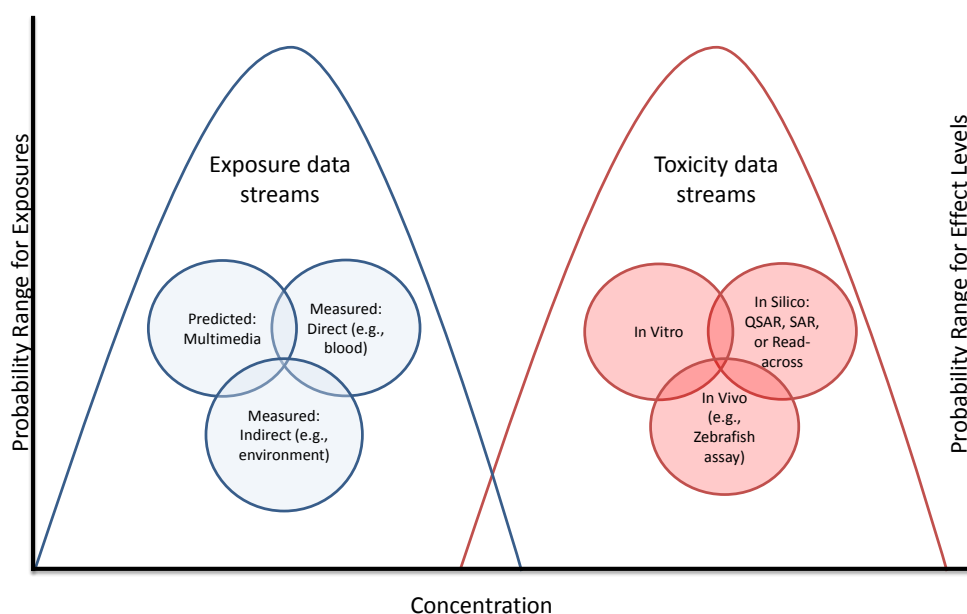 Probability Range for Exposures
Exposure data
streams
Predicted:
Multimedia
Measured:
Direct (e.g.,
blood)
Measured:
Indirect (e.g.,
environment)
Toxicity data
streams
In Vitro
In Silico:
QSAR, SAR,
or Read-
across
In Vivo
(e.g.,
Zebrafish
assay)
Probability Range for Effect Levels
Concentration